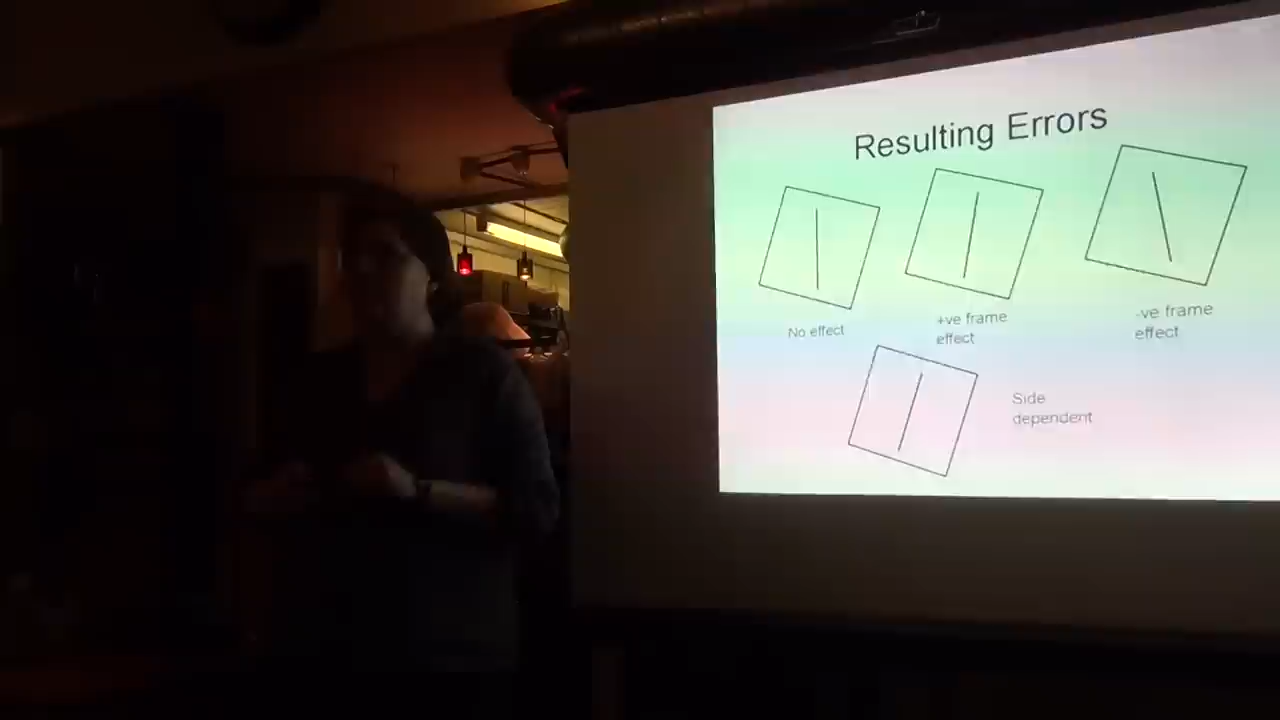 Resulting Errors
No effect
+ve frame
effect
-ve frame
effect
Side
dependent